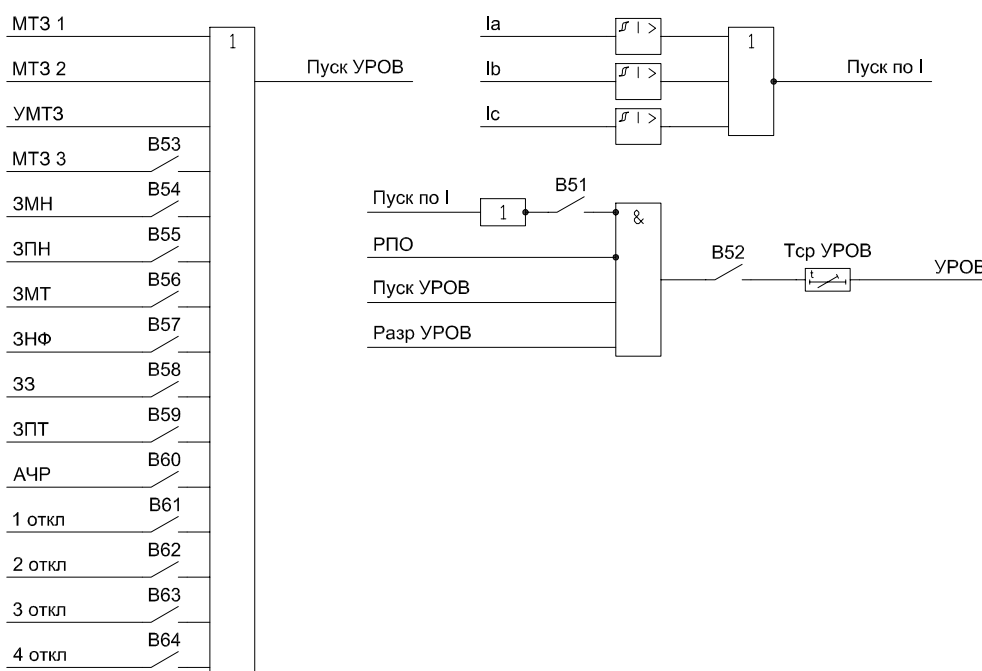 МТЗ 1
МТЗ 2
УМТЗ
МТЗ 3
В53
ЗМН
В54
ЗПН
В55
ЗМТ
В56
ЗНФ
В57
ЗЗ
В58
ЗПТ
В59
АЧР
В60
1 откл
В61
2 откл
В62
3 откл
В63
4 откл
В64
1
Пуск УРОВ
Ia
I >
Ib
I >
Ic
I >
1
Пуск по I
Пуск по I
1
В51
РПО
Пуск УРОВ
Разр УРОВ
&
В52
Тср УРОВ
t
УРОВ